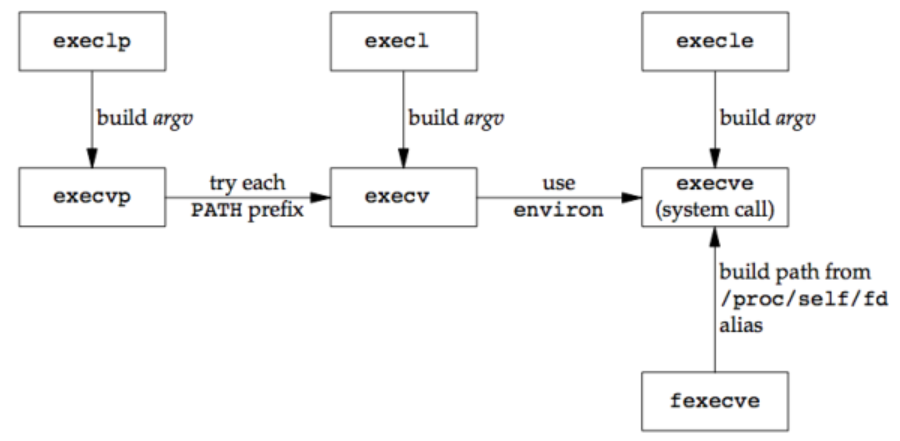 execlp
execl
execle
build argv
build argv
build argv
execvp
try each
PATH prefix
execv
use
environ
execve
(system call)
build path from
/proc/self/fd
alias
fexecve